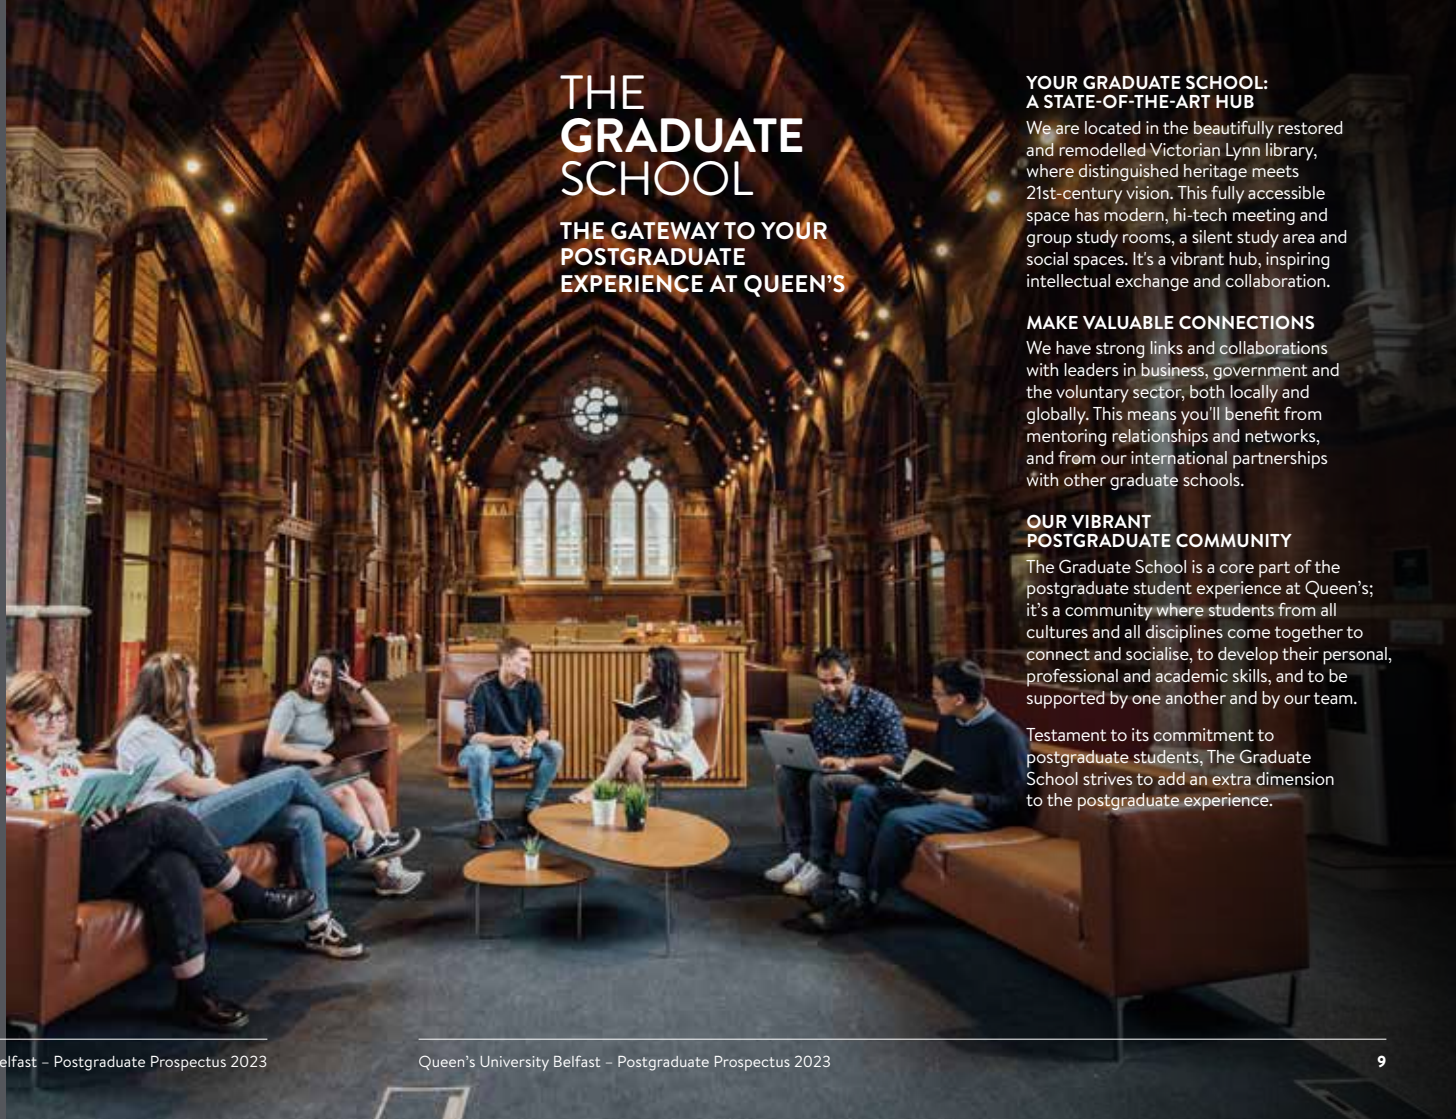 THE
GRADUATE
SCHOOL
THE GATEWAY TO YOUR
POSTGRADUATE
EXPERIENCE AT QUEEN'S
YOUR GRADUATE SCHOOL:
A STATE-OF-THE-ART HUB
We are located in the beautifully restored
and remodelled Victorian Lynn library,
where distinguished heritage meets
21st-century vision. This fully accessible
space has modern, hi-tech meeting and
group study rooms, a silent study area and
social spaces. It's a vibrant hub, inspiring
intellectual exchange and collaboration.
MAKE VALUABLE CONNECTIONS
We have strong links and collaborations
with leaders in business, government and
the voluntary sector, both locally and
globally. This means you'll benefit from
mentoring relationships and networks,
and from our international partnerships
with other graduate schools.
OUR VIBRANT
POSTGRADUATE COMMUNITY
The Graduate School is a core part of the
postgraduate student experience at Queen's;
it's a community where students from all
cultures and all disciplines come together to
connect and socialise, to develop their personal,
professional and academic skills, and to be
supported by one another and by our team.
Testament to its commitment to
postgraduate students, The Graduate
School strives to add an extra dimension
to the postgraduate experience.
elfast – Postgraduate Prospectus 2023
Queen's University Belfast – Postgraduate Prospectus 2023
9